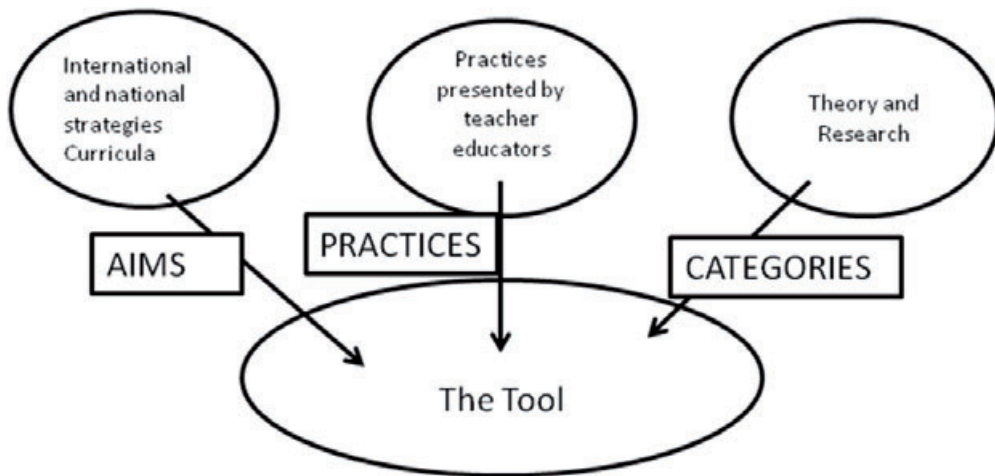 International
and national
strategies
Curricula
Practices
presented by
teacher
educators
Theory and
Research
AIMS
PRACTICES
CATEGORIES
The Tool